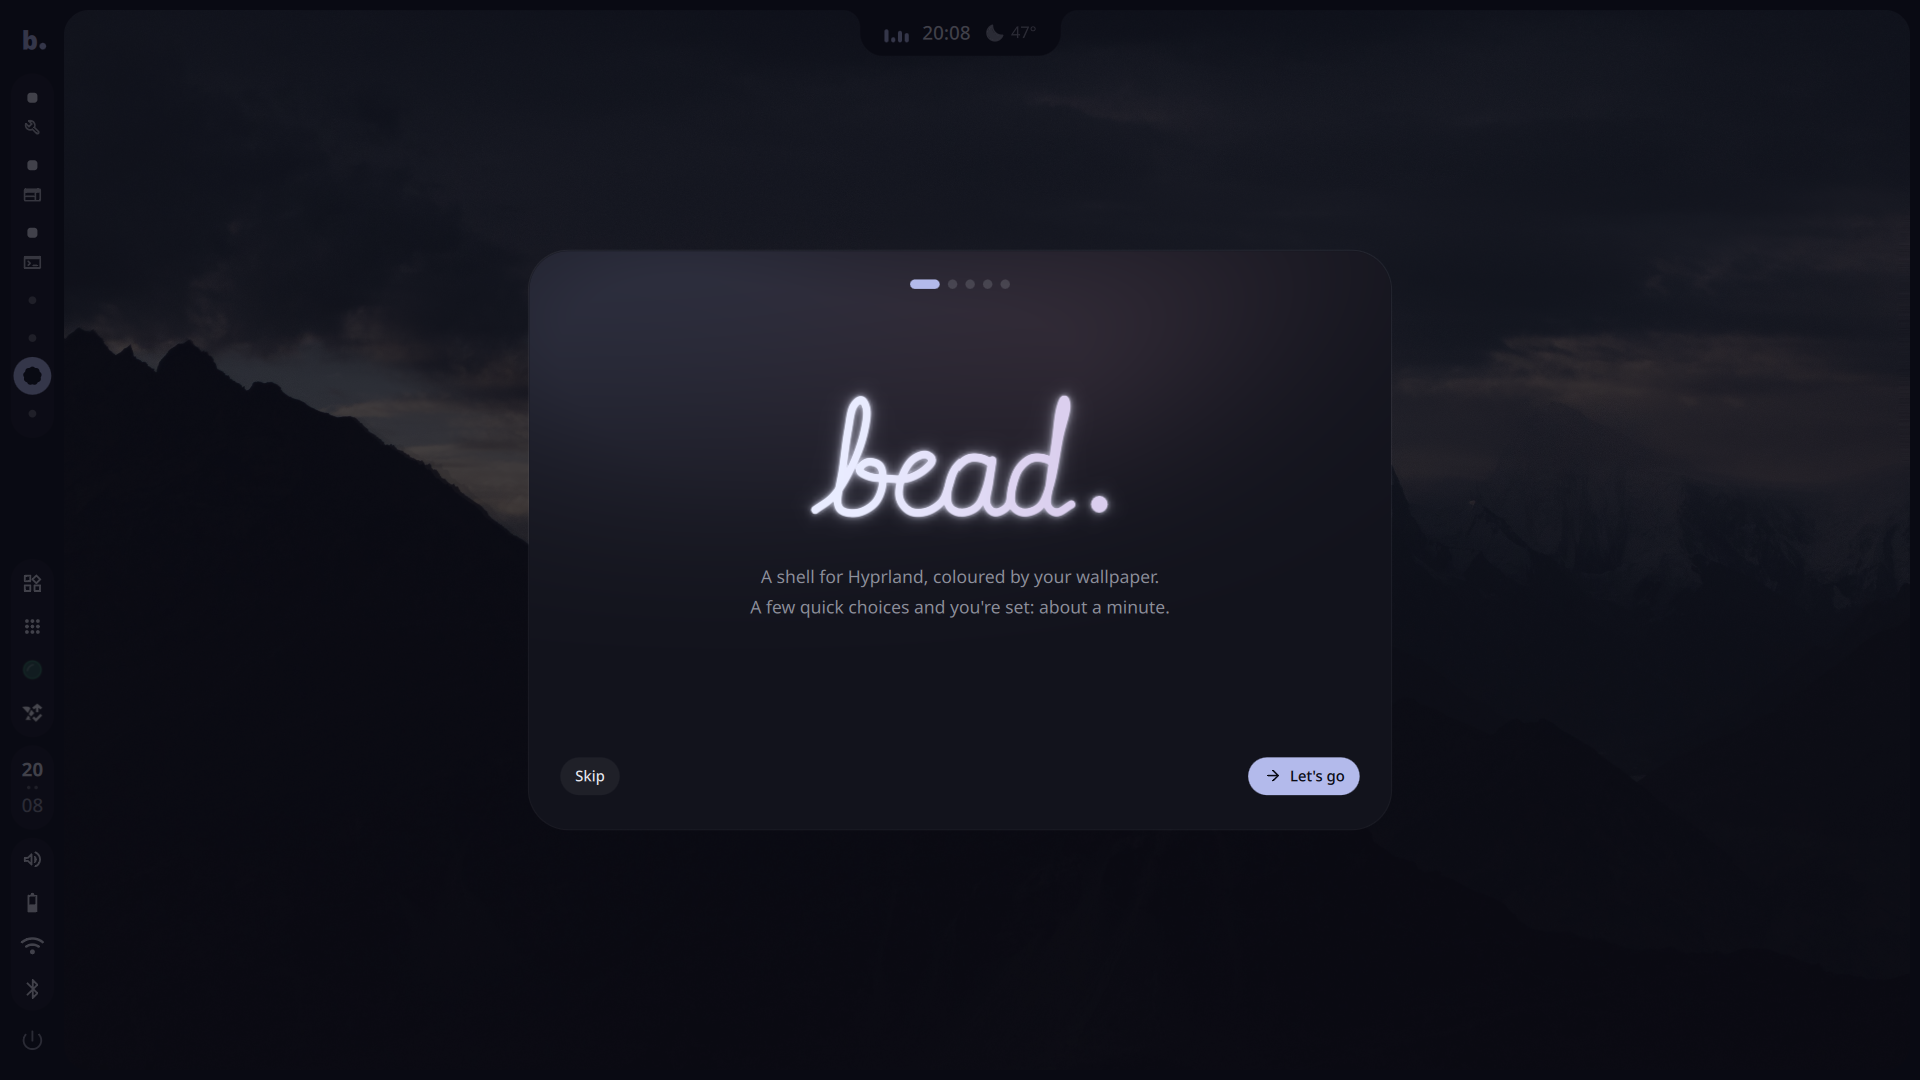 b.
20:08 47°
bead.
A shell for Hyprland, coloured by your wallpaper.
A few quick choices and you're set: about a minute.
Skip
Let's go
20
08